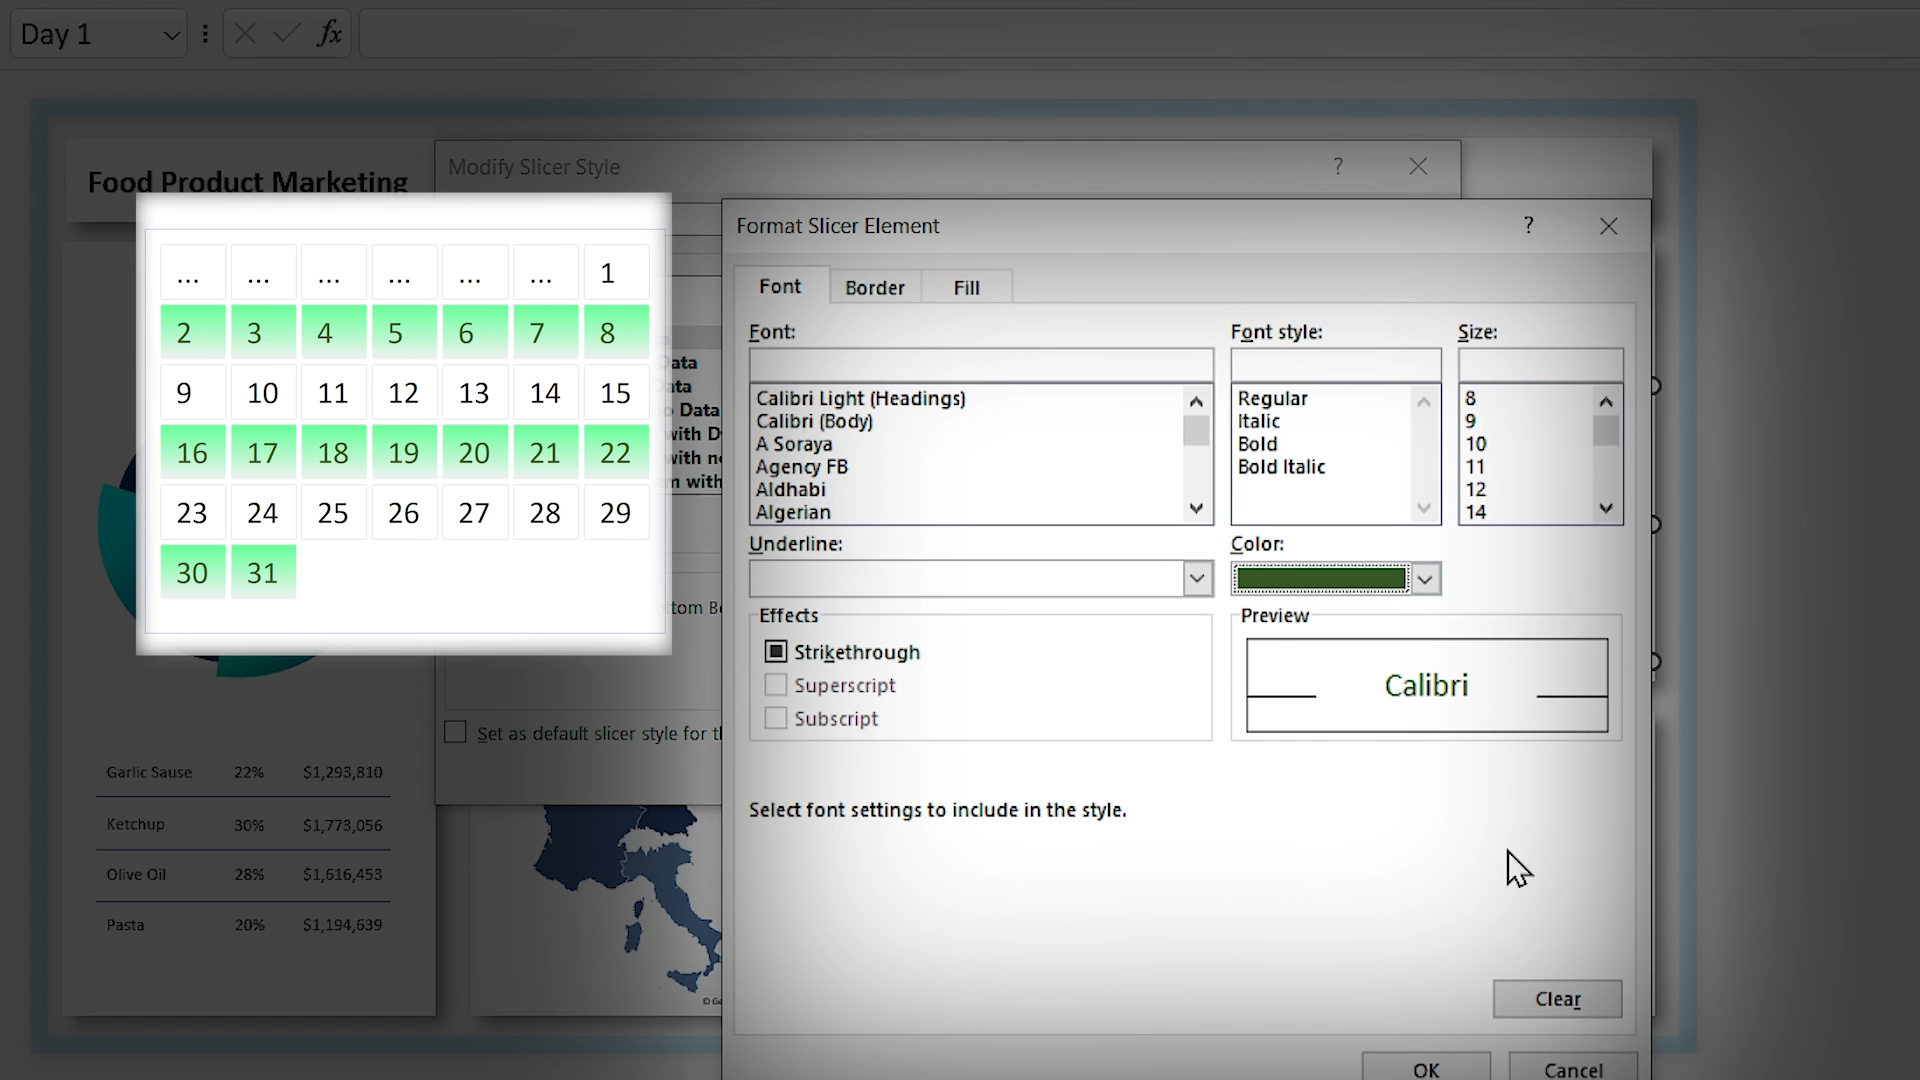 Day 1
fx
Food Product Marketing
Modify Slicer Style
?
Format Slicer Element
?
... ... ... ... ... ... 1
2 3 4 5 6 7 8
9 10 11 12 13 14 15
16 17 18 19 20 21 22
23 24 25 26 27 28 29
30 31
Data
Data
with
with
with
Set as default slicer style for
Font
Border
Fill
Font:
Calibri Light (Headings)
Calibri (Body)
A Soraya
Agency FB
Aldhabi
Algerian
Font style:
Regular
Italic
Bold
Bold Italic
Size:
8
9
10
11
12
14
Underline:
Color:
Effects
Strikethrough
Superscript
Subscript
Preview
Calibri
Select font settings to include in the style.
Clear
OK
Cancel
Garlic Sause 22% $1,293,810
Ketchup 30% $1,773,056
Olive Oil 28% $1,616,453
Pasta 20% $1,194,639